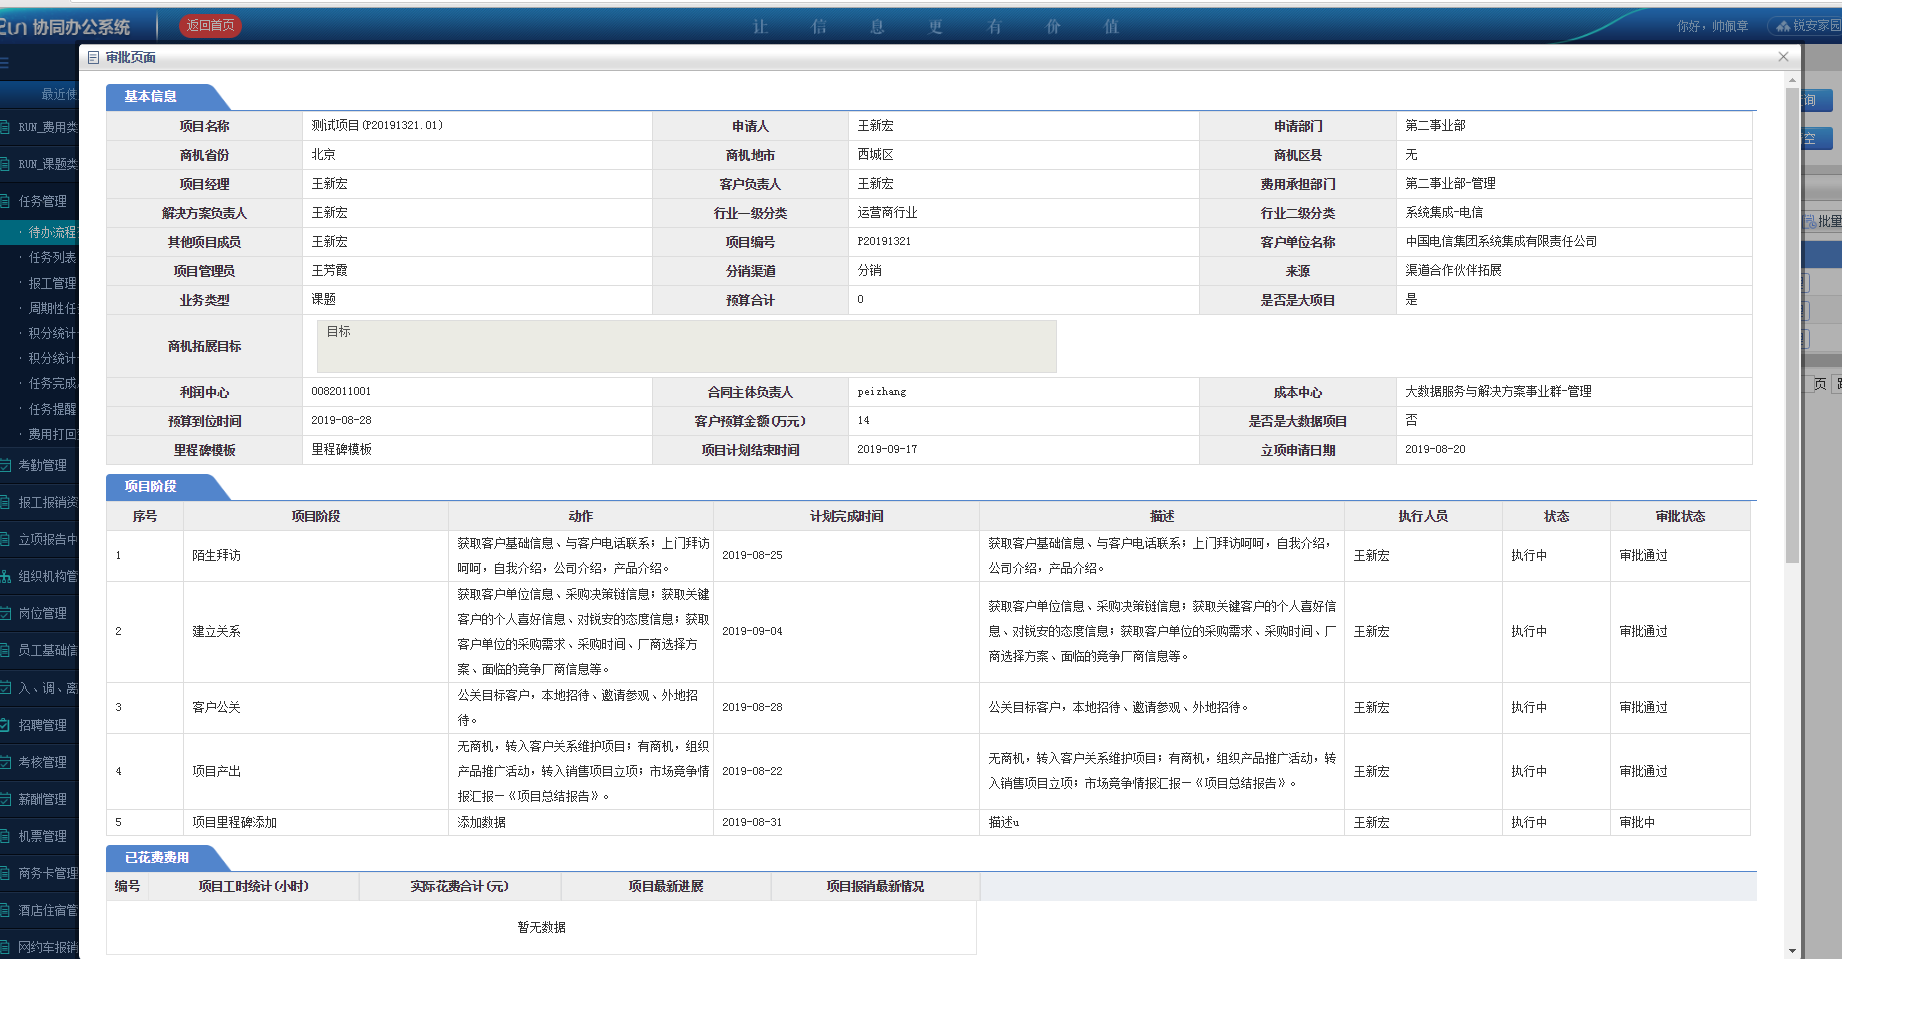 协同办公系统 返回首页 让 信 息 更 有 价 值 你好，帅佩章 锐安家园
审批页面
最近使
RUN_费用类
RUN_课题类
任务管理
待办流程
任务列表
报工管理
周期性任
积分统计
积分统计
任务完成
任务提醒
费用打回
考勤管理
报工报销资
立项报告中
组织机构管
岗位管理
员工基础信
入、调、离
招聘管理
考核管理
薪酬管理
机票管理
商务卡管理
酒店住宿管
网约车报销
基本信息
项目名称 测试项目(P20191321.01) 申请人 王新宏 申请部门 第二事业部
商机省份 北京 商机地市 西城区 商机区县 无
项目经理 王新宏 客户负责人 王新宏 费用承担部门 第二事业部-管理
解决方案负责人 王新宏 行业一级分类 运营商行业 行业二级分类 系统集成-电信
其他项目成员 王新宏 项目编号 P20191321 客户单位名称 中国电信集团系统集成有限责任公司
项目管理员 王芳霞 分销渠道 分销 来源 渠道合作伙伴拓展
业务类型 课题 预算合计 0 是否是大项目 是
商机拓展目标 目标
利润中心 0082011001 合同主体负责人 peizhang 成本中心 大数据服务与解决方案事业群-管理
预算到位时间 2019-08-28 客户预算金额(万元) 14 是否是大数据项目 否
里程碑模板 里程碑模板 项目计划结束时间 2019-09-17 立项申请日期 2019-08-20
项目阶段
序号 项目阶段 动作 计划完成时间 描述 执行人员 状态 审批状态
1 陌生拜访 获取客户基础信息、与客户电话联系；上门拜访
呵呵，自我介绍，公司介绍，产品介绍。 2019-08-25 获取客户基础信息、与客户电话联系；上门拜访呵呵，自我介绍，
公司介绍，产品介绍。 王新宏 执行中 审批通过
2 建立关系 获取客户单位信息、采购决策链信息；获取关键
客户的个人喜好信息、对锐安的态度信息；获取
客户单位的采购需求、采购时间、厂商选择方
案、面临的竞争厂商信息等。 2019-09-04 获取客户单位信息、采购决策链信息；获取关键客户的个人喜好信
息、对锐安的态度信息；获取客户单位的采购需求、采购时间、厂
商选择方案、面临的竞争厂商信息等。 王新宏 执行中 审批通过
3 客户公关 公关目标客户，本地招待、邀请参观、外地招
待。 2019-08-28 公关目标客户，本地招待、邀请参观、外地招待。 王新宏 执行中 审批通过
4 项目产出 无商机，转入客户关系维护项目；有商机，组织
产品推广活动，转入销售项目立项；市场竞争情
报汇报—《项目总结报告》。 2019-08-22 无商机，转入客户关系维护项目；有商机，组织产品推广活动，转
入销售项目立项；市场竞争情报汇报—《项目总结报告》。 王新宏 执行中 审批通过
5 项目里程碑添加 添加数据 2019-08-31 描述u 王新宏 执行中 审批中
已花费费用
编号 项目工时统计(小时) 实际花费合计(元) 项目最新进展 项目报销最新情况
暂无数据
询
空
批量
页